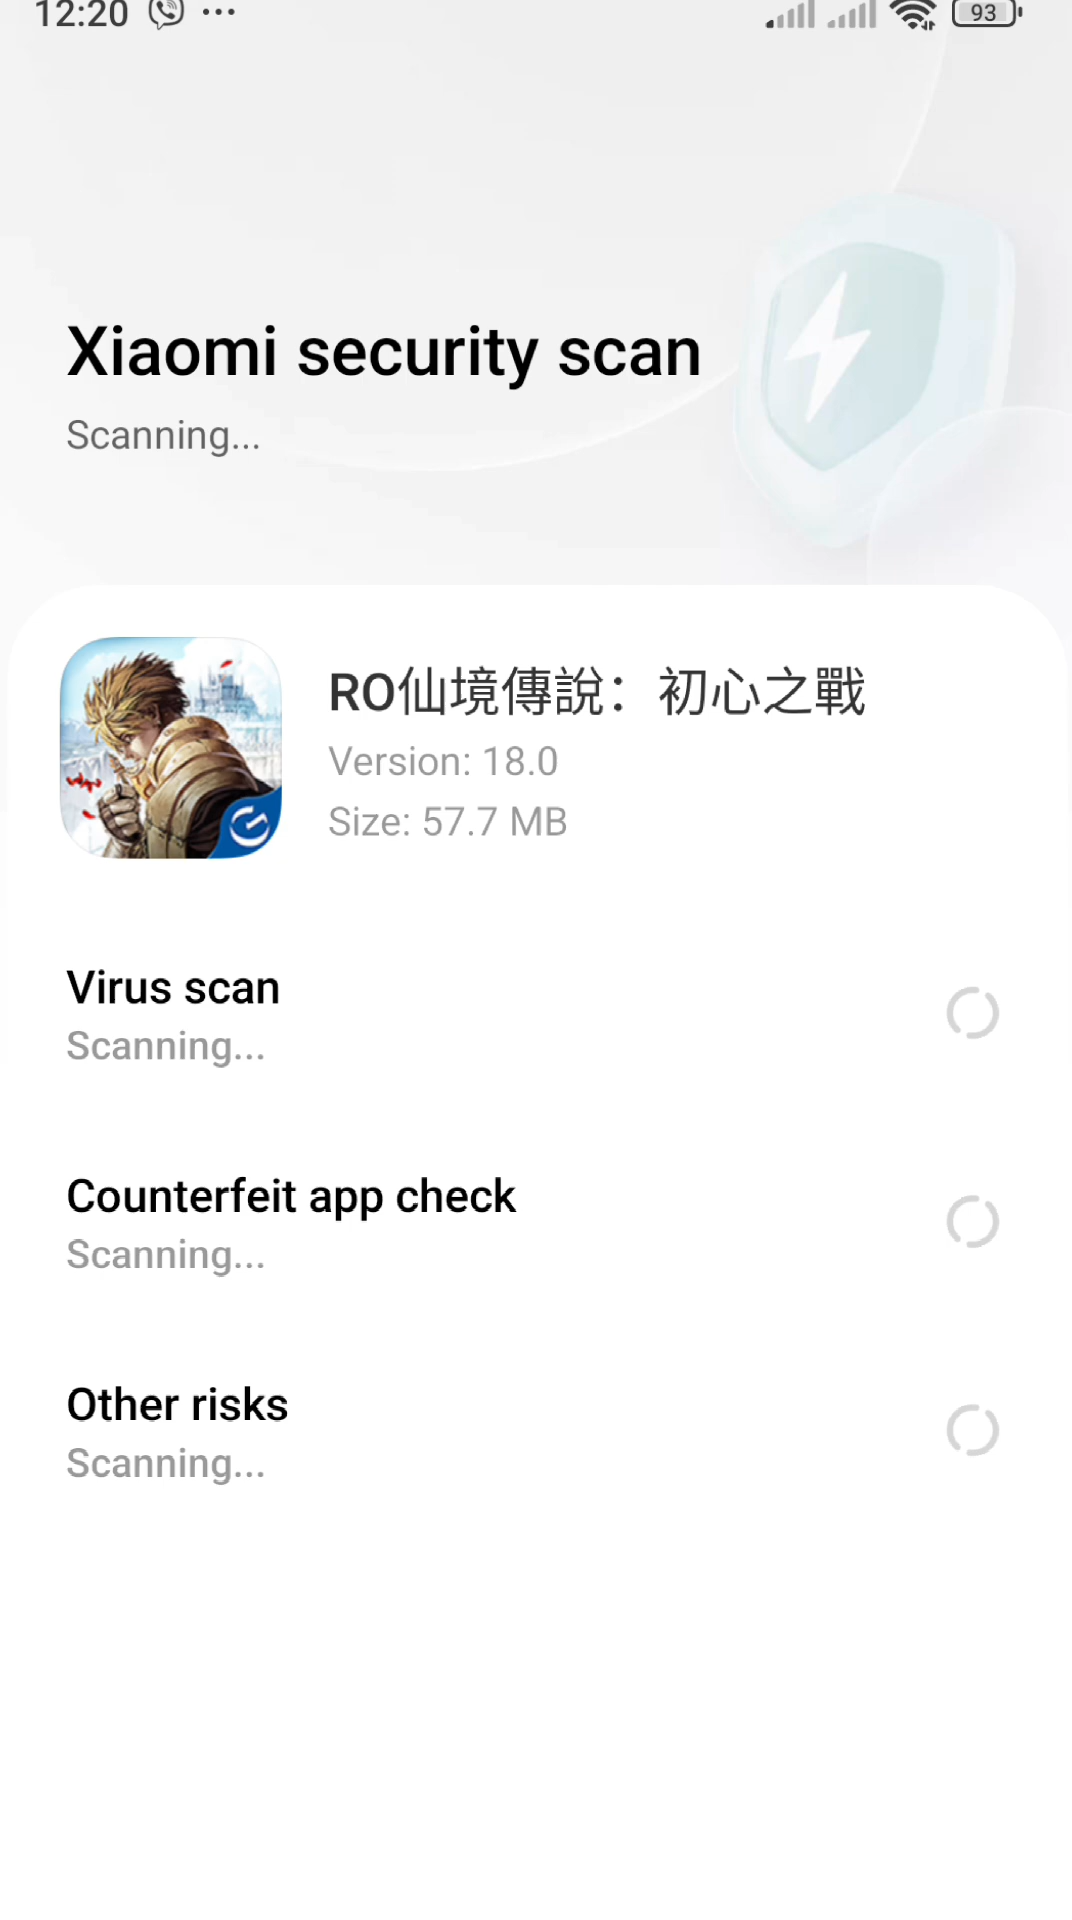 12:20 ... 93
Xiaomi security scan
Scanning...
RO仙境傳說：初心之戰
Version: 18.0
Size: 57.7 MB
Virus scan
Scanning...
Counterfeit app check
Scanning...
Other risks
Scanning...